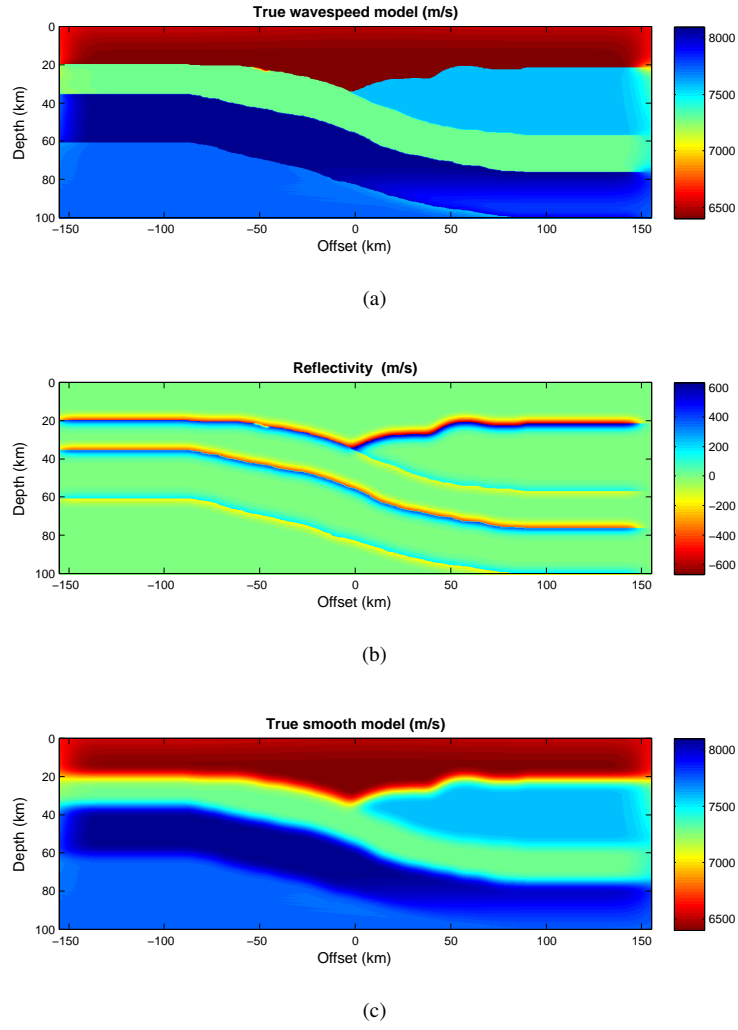 True wavespeed model (m/s)
0
20
40
60
80
100
Depth (km)
−150 −100 −50 0 50 100 150
Offset (km)
8000
7500
7000
6500
(a)
Reflectivity (m/s)
0
20
40
60
80
100
Depth (km)
−150 −100 −50 0 50 100 150
Offset (km)
600
400
200
0
−200
−400
−600
(b)
True smooth model (m/s)
0
20
40
60
80
100
Depth (km)
−150 −100 −50 0 50 100 150
Offset (km)
8000
7500
7000
6500
(c)